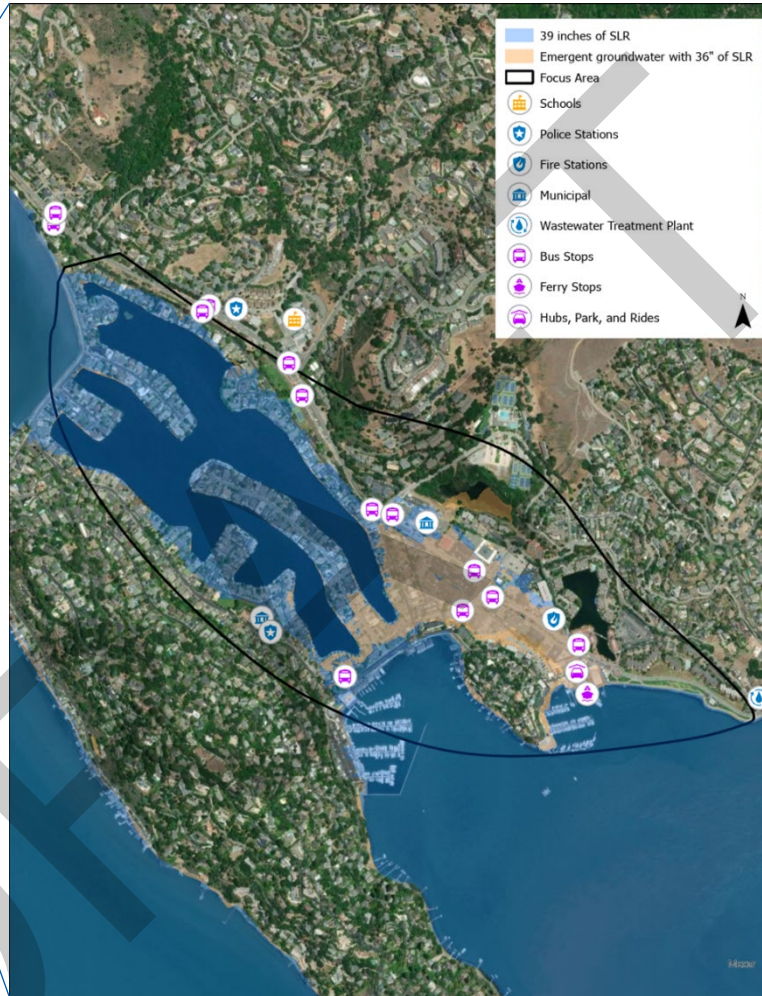 39 inches of SLR
Emergent groundwater with 36" of SLR
Focus Area
Schools
Police Stations
Fire Stations
Municipal
Wastewater Treatment Plant
Bus Stops
Ferry Stops
Hubs, Park, and Rides
N